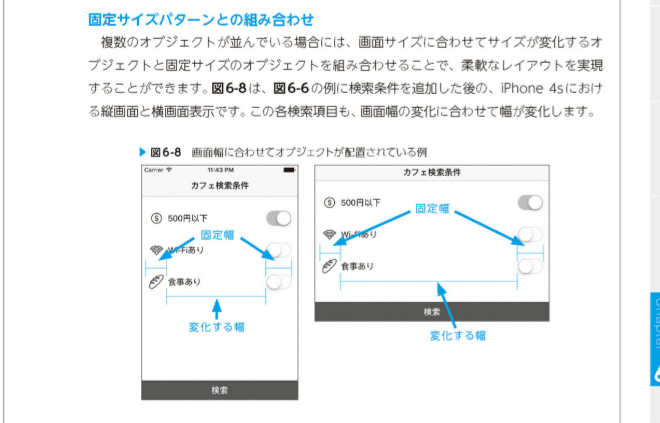 固定サイズパターンとの組み合わせ
複数のオブジェクトが並んでいる場合には、画面サイズに合わせてサイズが変化するオ
ブジェクトと固定サイズのオブジェクトを組み合わせることで、柔軟なレイアウトを実現
することができます。図6-8は、図6-6の例に検索条件を追加した後の、iPhone 4sにおけ
る縦画面と横画面表示です。この各検索項目も、画面幅の変化に合わせて幅が変化します。
▶ 図6-8 画面幅に合わせてオブジェクトが配置されている例
Carrier 11:43 PM
カフェ検索条件
500円以下
固定幅
Wi-Fiあり
食事あり
変化する幅
検索
カフェ検索条件
500円以下
固定幅
Wi-Fiあり
食事あり
検索
変化する幅
Chapter
6